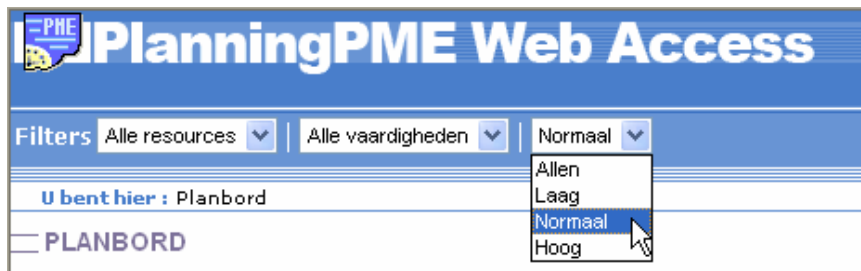 PME
PlanningPME Web Access
Filters Alle resources Alle vaardigheden Normaal
Allen
Laag
Normaal
Hoog
U bent hier : Planbord
PLANBORD